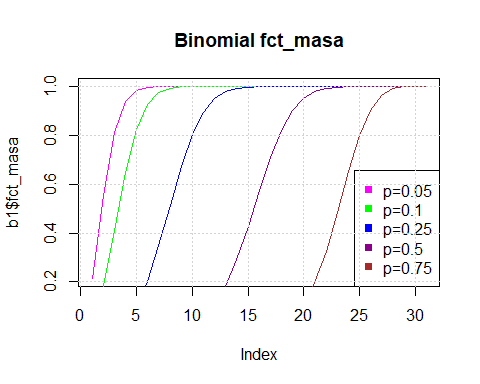 Binomial fct_masa
b1$fct_masa
1.0
0.8
0.6
0.4
0.2
p=0.05
p=0.1
p=0.25
p=0.5
p=0.75
0 5 10 15 20 25 30
Index